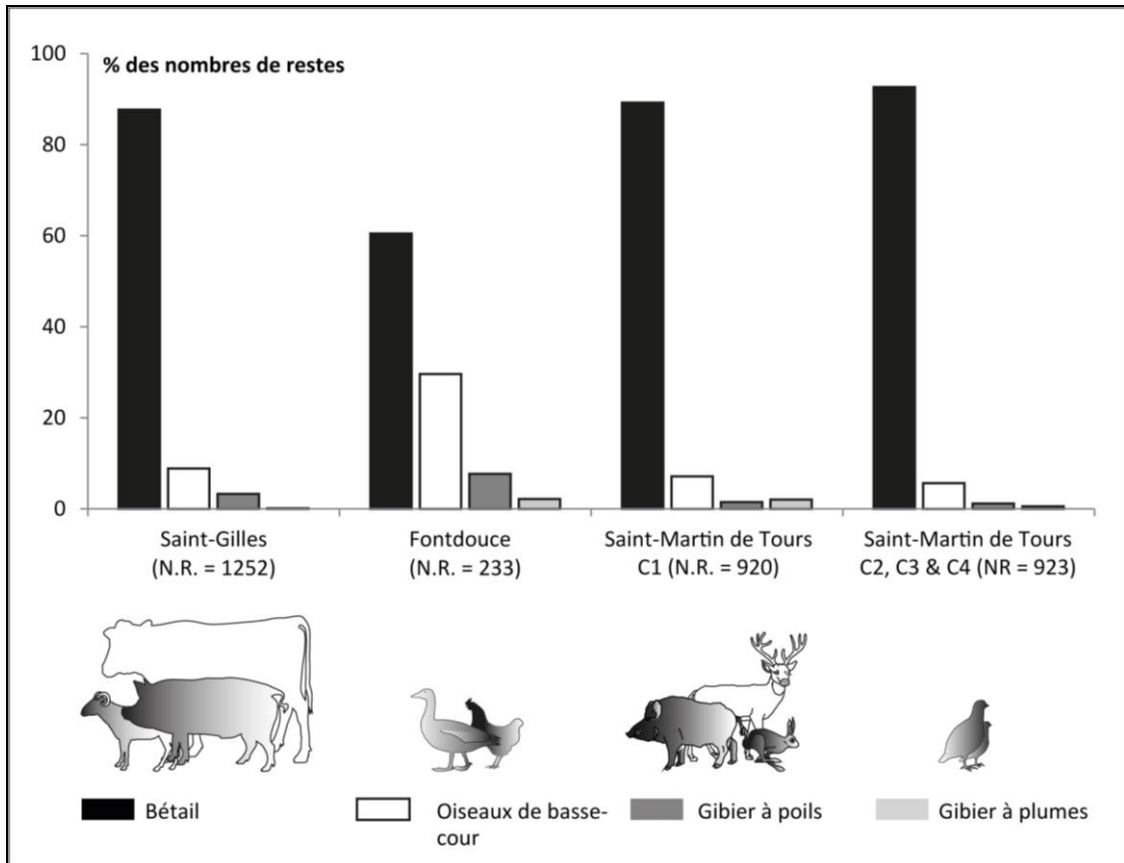 % des nombres de restes
100
80
60
40
20
0
Saint-Gilles
(N.R. = 1252)
Fontdouce
(N.R. = 233)
Saint-Martin de Tours
C1 (N.R. = 920)
Saint-Martin de Tours
C2, C3 & C4 (NR = 923)
Bétail
Oiseaux de basse-
cour
Gibier à poils
Gibier à plumes